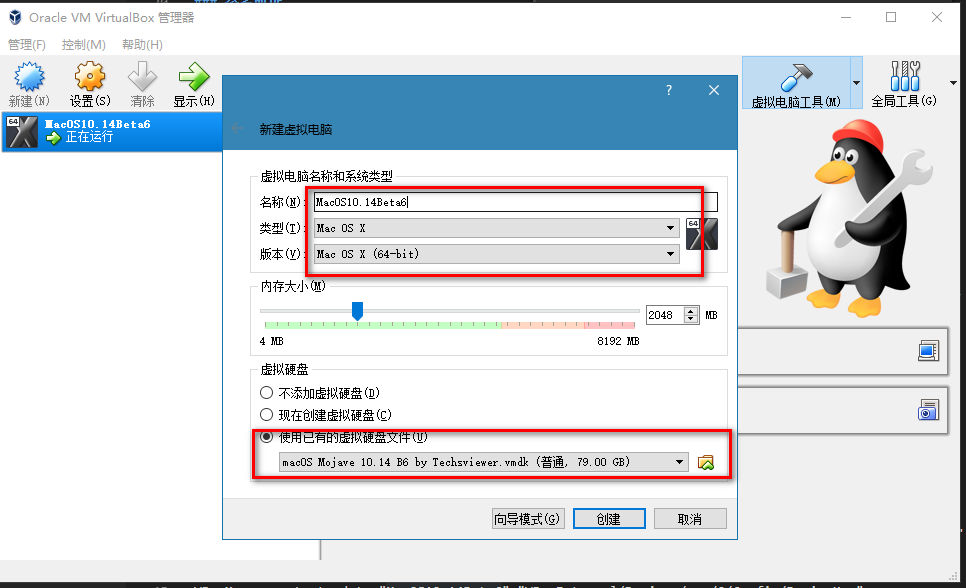 Oracle VM VirtualBox 管理器
管理(F) 控制(M) 帮助(H)
新建(N) 设置(S) 清除 显示(H)
虚拟电脑工具(M) 全局工具(G)
64 MacOS10.14Beta6
正在运行
?
新建虚拟电脑
虚拟电脑名称和系统类型
名称(N): MacOS10.14Beta6
类型(T): Mac OS X
64
版本(V): Mac OS X (64-bit)
内存大小(M)
2048 MB
4 MB 8192 MB
虚拟硬盘
不添加虚拟硬盘(D)
现在创建虚拟硬盘(C)
使用已有的虚拟硬盘文件(U)
macOS Mojave 10.14 B6 by Techsviewer.vmdk (普通, 79.00 GB)
向导模式(G) 创建 取消